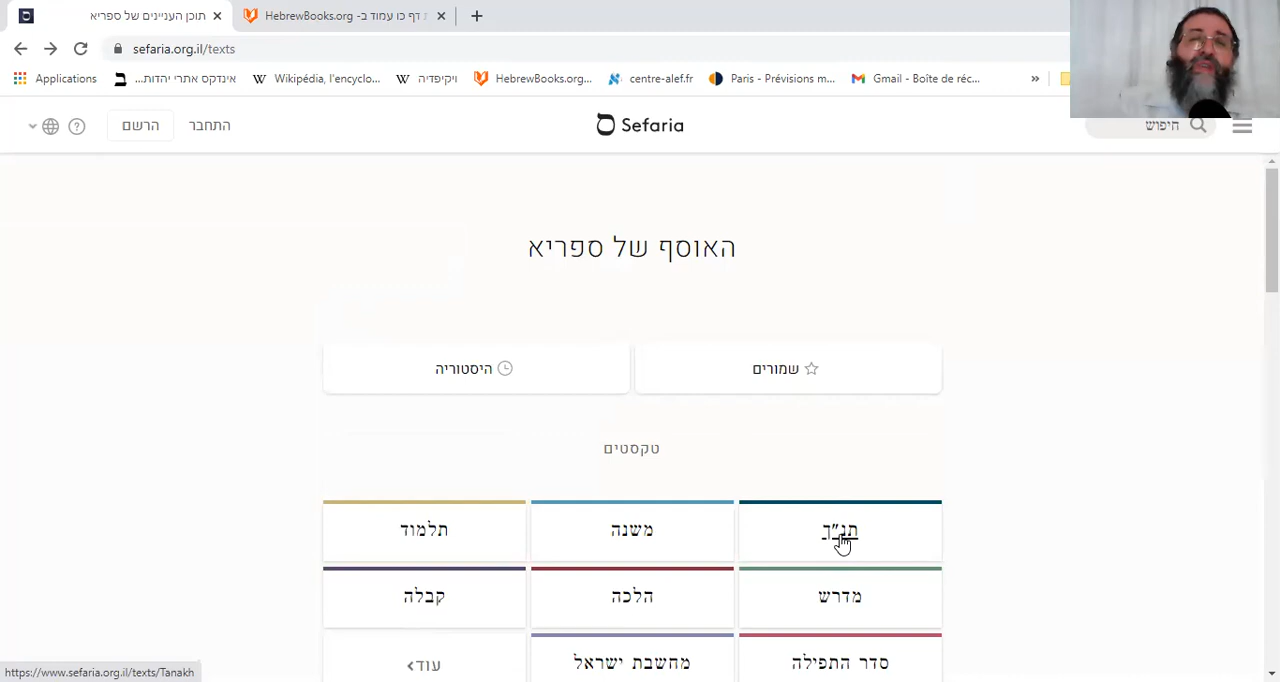 תוכן העניינים של ספריא
HebrewBooks.org -ת דף כו עמוד ב
sefaria.org.il/texts
Applications
אינדקס אתרי יהדות...
Wikipédia, l'encyclo...
HebrewBooks.org...
centre-alef.fr
Paris - Prévisions m...
Gmail - Boîte de réc...
»
הרשם
התחבר
Sefaria
חיפוש
האוסף של ספריא
שמורים
היסטוריה
טקסטים
תנ"ך
משנה
תלמוד
מדרש
הלכה
קבלה
סדר התפילה
מחשבת ישראל
עוד›
https://www.sefaria.org.il/texts/Tanakh